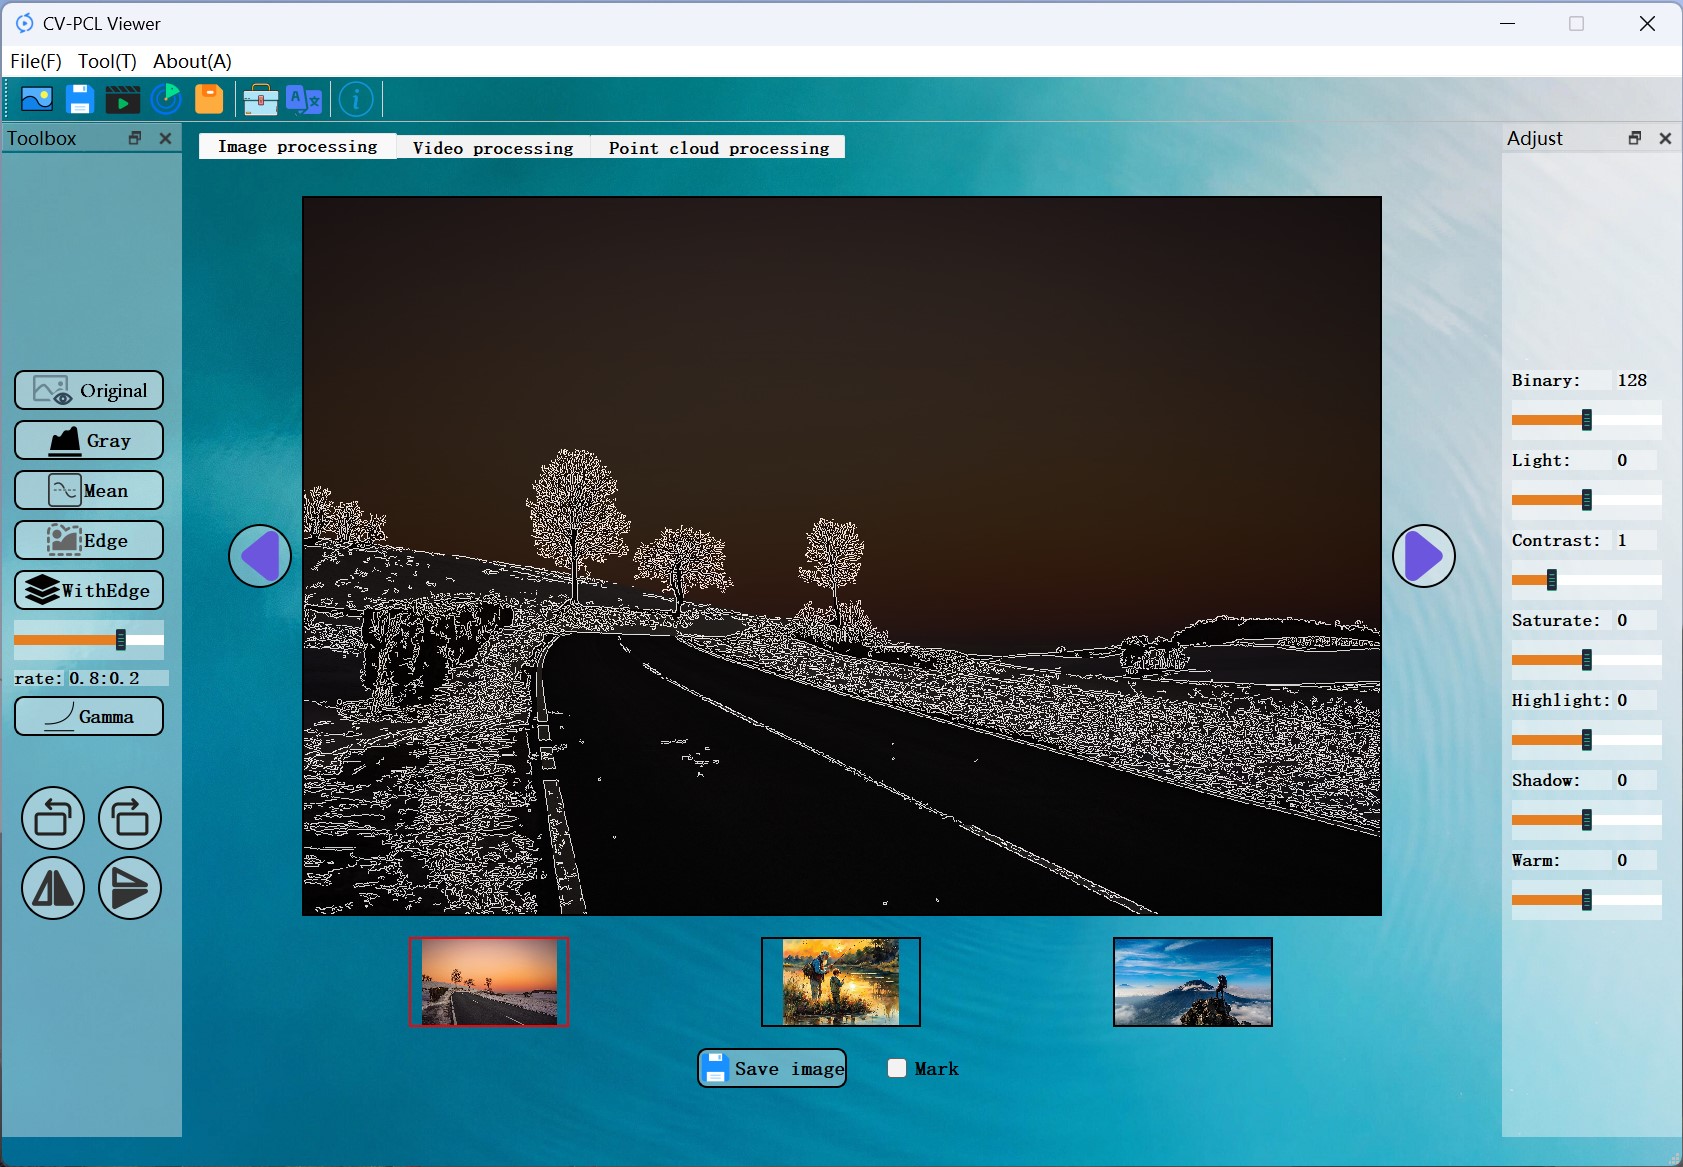 CV-PCL Viewer
File(F) Tool(T) About(A)
Toolbox
Image processing Video processing Point cloud processing
Adjust
Original
Gray
Mean
Edge
WithEdge
rate: 0.8:0.2
Gamma
Binary: 128
Light: 0
Contrast: 1
Saturate: 0
Highlight: 0
Shadow: 0
Warm: 0
Save image
Mark